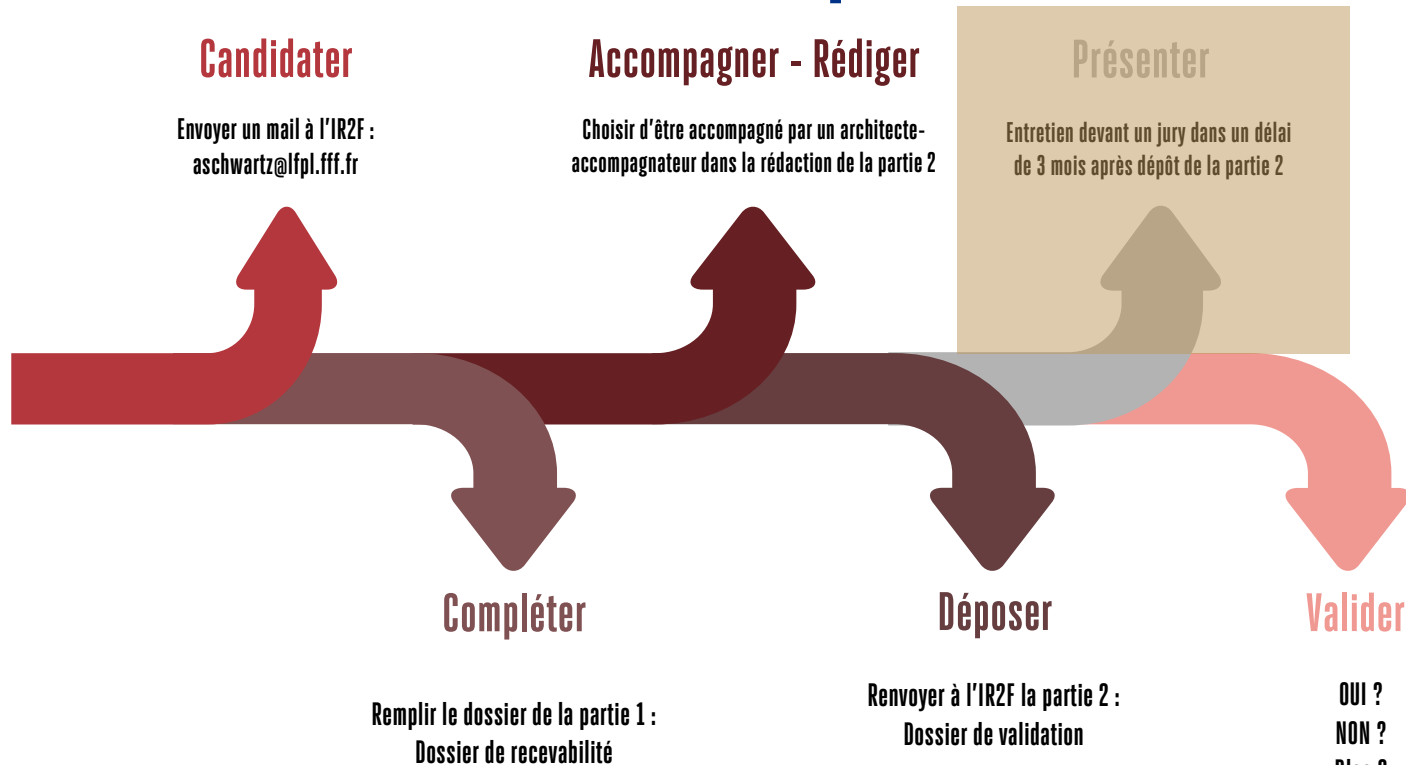 Candidater
Envoyer un mail à l'IR2F :
aschwartz@lfpl.fff.fr
Accompagner - Rédiger
Choisir d'être accompagné par un architecte-
accompagnateur dans la rédaction de la partie 2
Présenter
Entretien devant un jury dans un délai
de 3 mois après dépôt de la partie 2
Compléter
Remplir le dossier de la partie 1 :
Dossier de recevabilité
Déposer
Renvoyer à l'IR2F la partie 2 :
Dossier de validation
Valider
OUI ?
NON ?